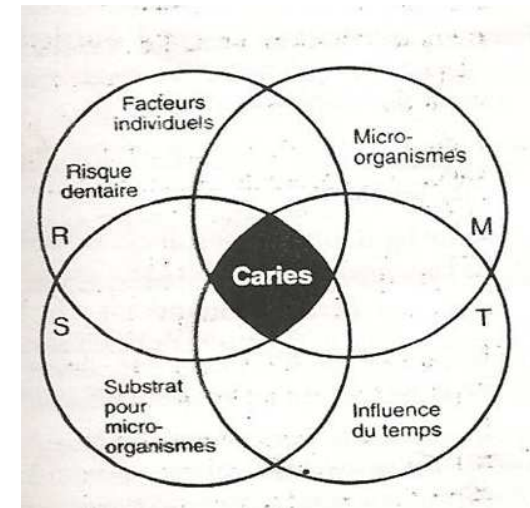 Facteurs
individuels
Micro-
organismes
Risque
dentaire
R
M
Caries
S
T
Substrat
pour
micro-
organismes
Influence
du temps